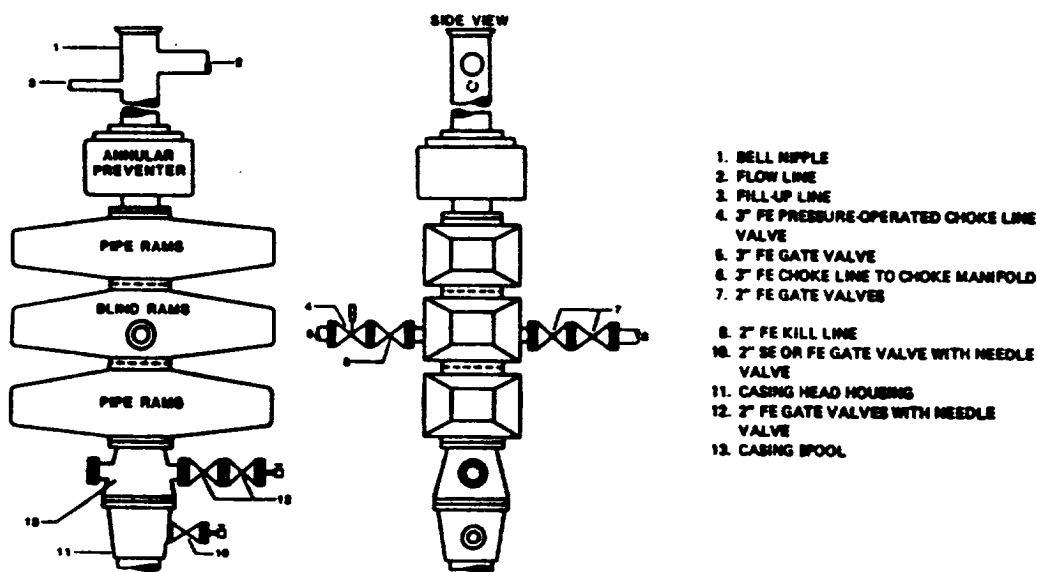 SIDE VIEW
1
2
3
ANNULAR
PREVENTER
PIPE RAMS
BLIND RAMS
PIPE RAMS
4
7
6
8
5
12
13
11
10
1. BELL NIPPLE
2. FLOW LINE
3. FILL-UP LINE
4. 3" FE PRESSURE-OPERATED CHOKE LINE
VALVE
5. 3" FE GATE VALVE
6. 3" FE CHOKE LINE TO CHOKE MANIFOLD
7. 2" FE GATE VALVES
8. 2" FE KILL LINE
10. 2" SE OR FE GATE VALVE WITH NEEDLE
VALVE
11. CASING HEAD HOUSING
12. 2" FE GATE VALVES WITH NEEDLE
VALVE
13. CASING SPOOL